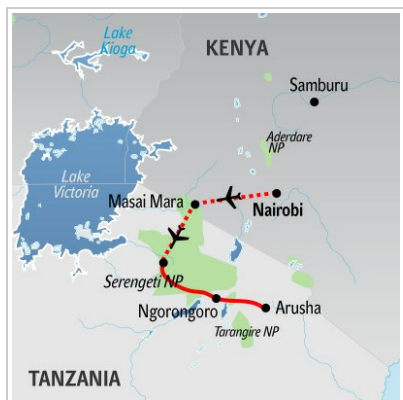 Lake
Kioga
KENYA
Samburu
Aderdare
NP
Lake
Victoria
Masai Mara
Nairobi
Serengeti NP
Ngorongoro
Arusha
Tarangire NP
TANZANIA